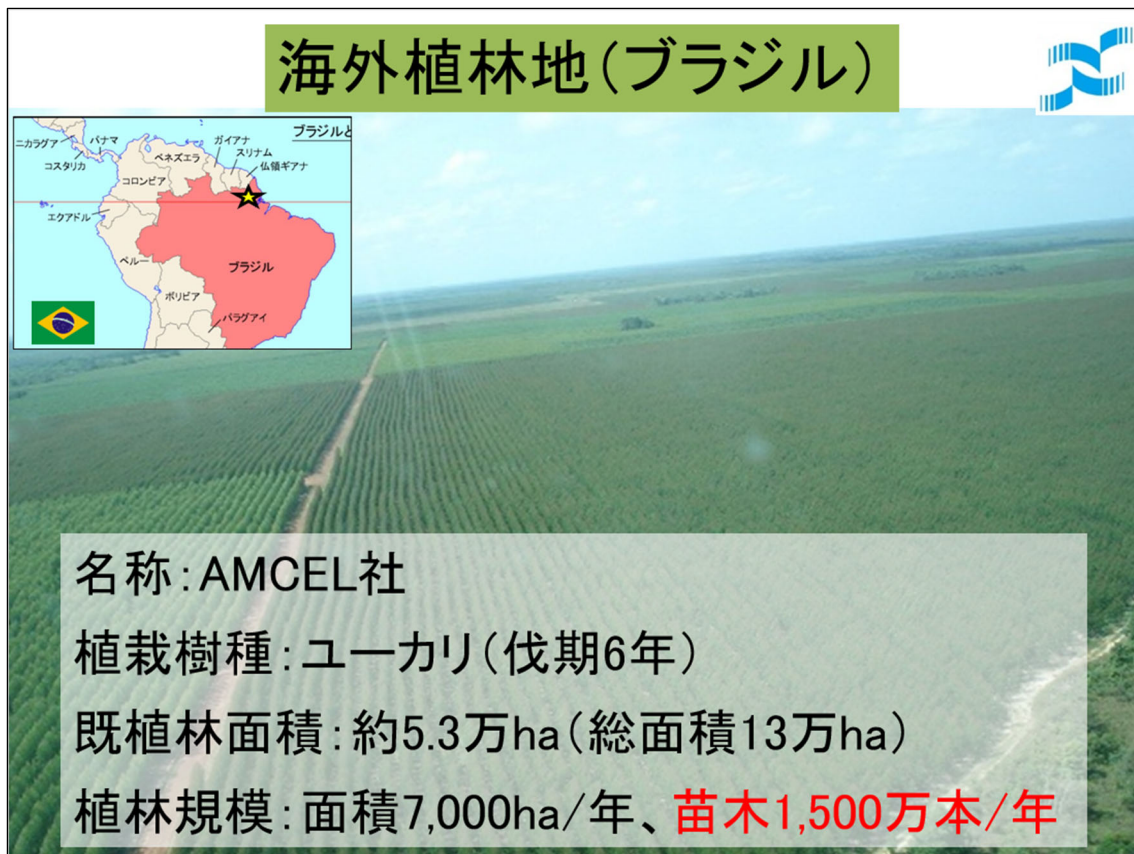 海外植林地（ブラジル）
ブラジルと
ニカラグア
パナマ
コスタリカ
ベネズエラ
ガイアナ
スリナム
仏領ギアナ
コロンビア
エクアドル
ペルー
ブラジル
ボリビア
パラグアイ
名称：AMCEL社
植栽樹種：ユーカリ（伐期6年）
既植林面積：約5.3万ha（総面積13万ha）
植林規模：面積7,000ha/年、苗木1,500万本/年